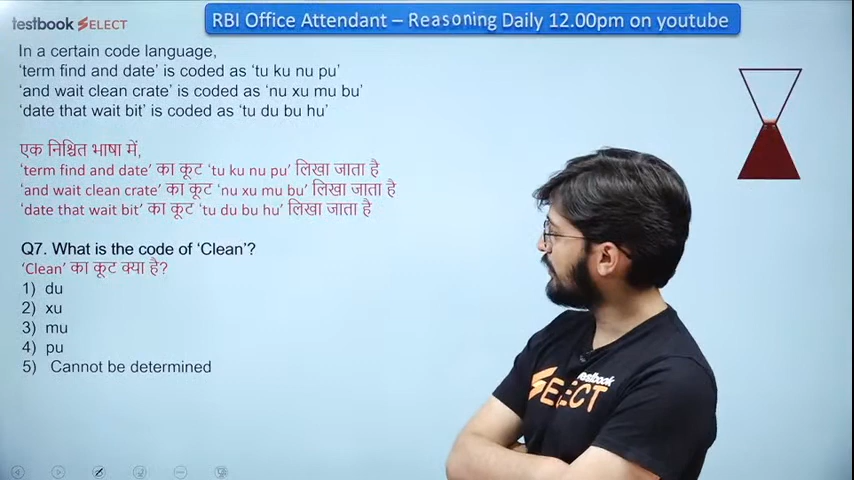 testbook SELECT
RBI Office Attendant – Reasoning Daily 12.00pm on youtube
In a certain code language,
‘term find and date’ is coded as ‘tu ku nu pu’
‘and wait clean crate’ is coded as ‘nu xu mu bu’
‘date that wait bit’ is coded as ‘tu du bu hu’
एक निश्चित भाषा में,
‘term find and date’ का कूट ‘tu ku nu pu’ लिखा जाता है
‘and wait clean crate’ का कूट ‘nu xu mu bu’ लिखा जाता है
‘date that wait bit’ का कूट ‘tu du bu hu’ लिखा जाता है
Q7. What is the code of ‘Clean’?
‘Clean’ का कूट क्या है?
1) du
2) xu
3) mu
4) pu
5) Cannot be determined
testbook
SELECT